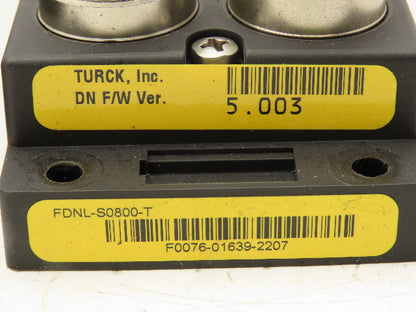 TURCK, Inc.
DN F/W Ver.
5.003
FDNL-S0800-T
F0076-01639-2207